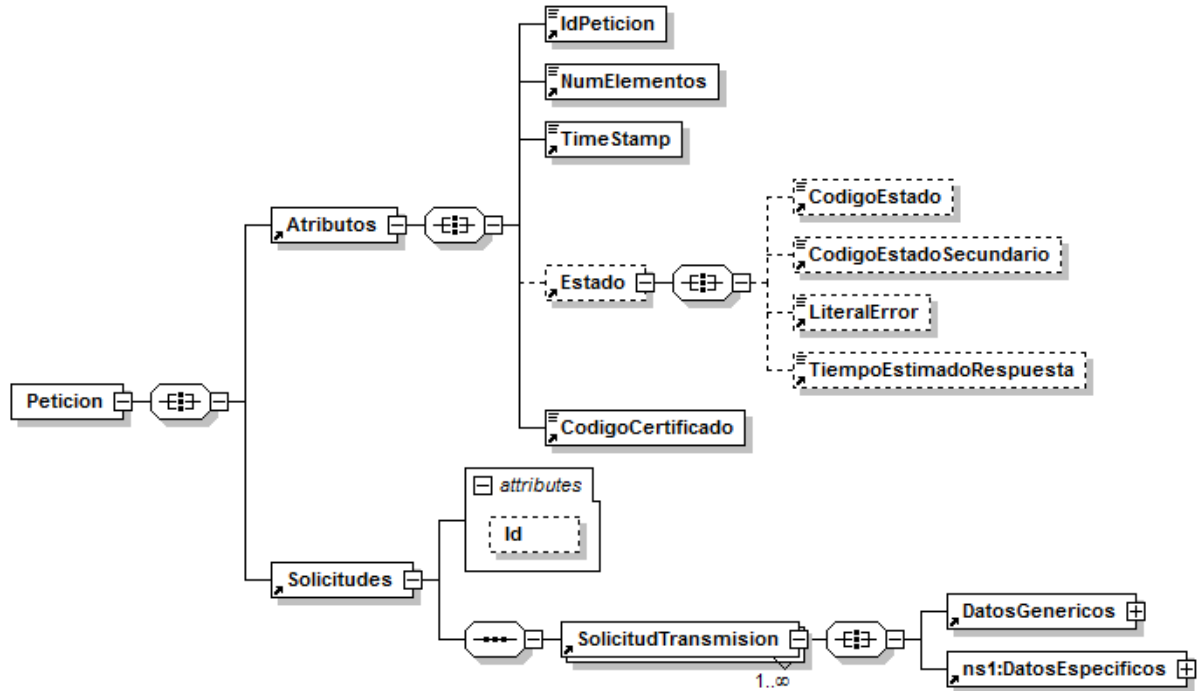 IdPeticion
NumElementos
TimeStamp
CodigoEstado
Atributos
CodigoEstadoSecundario
Estado
LiteralError
TiempoEstimadoRespuesta
Peticion
CodigoCertificado
attributes
Id
Solicitudes
DatosGenericos
SolicitudTransmision
ns1:DatosEspecificos
1..∞